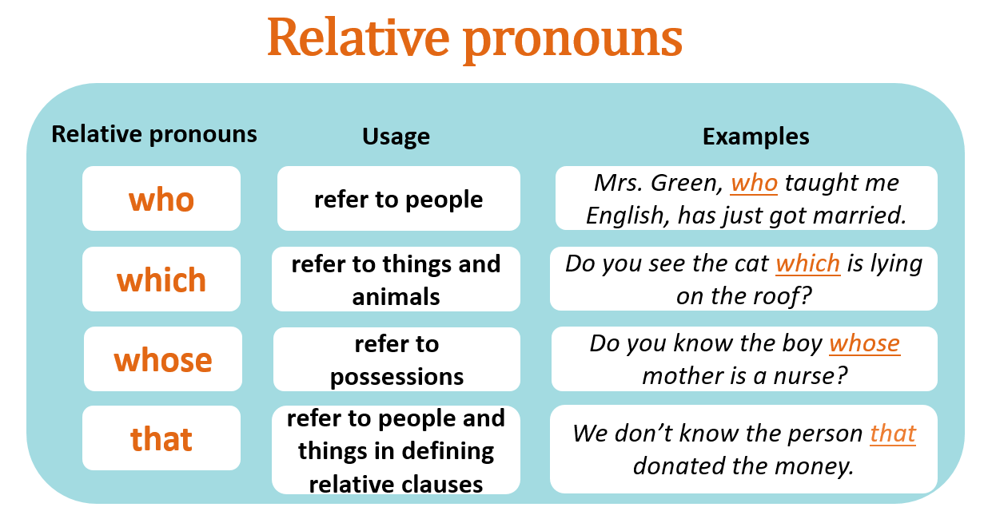 Relative pronouns
Relative pronouns
Usage
Examples
who
refer to people
Mrs. Green, who taught me
English, has just got married.
which
refer to things and
animals
Do you see the cat which is lying
on the roof?
whose
refer to
possessions
Do you know the boy whose
mother is a nurse?
that
refer to people and
things in defining
relative clauses
We don’t know the person that
donated the money.